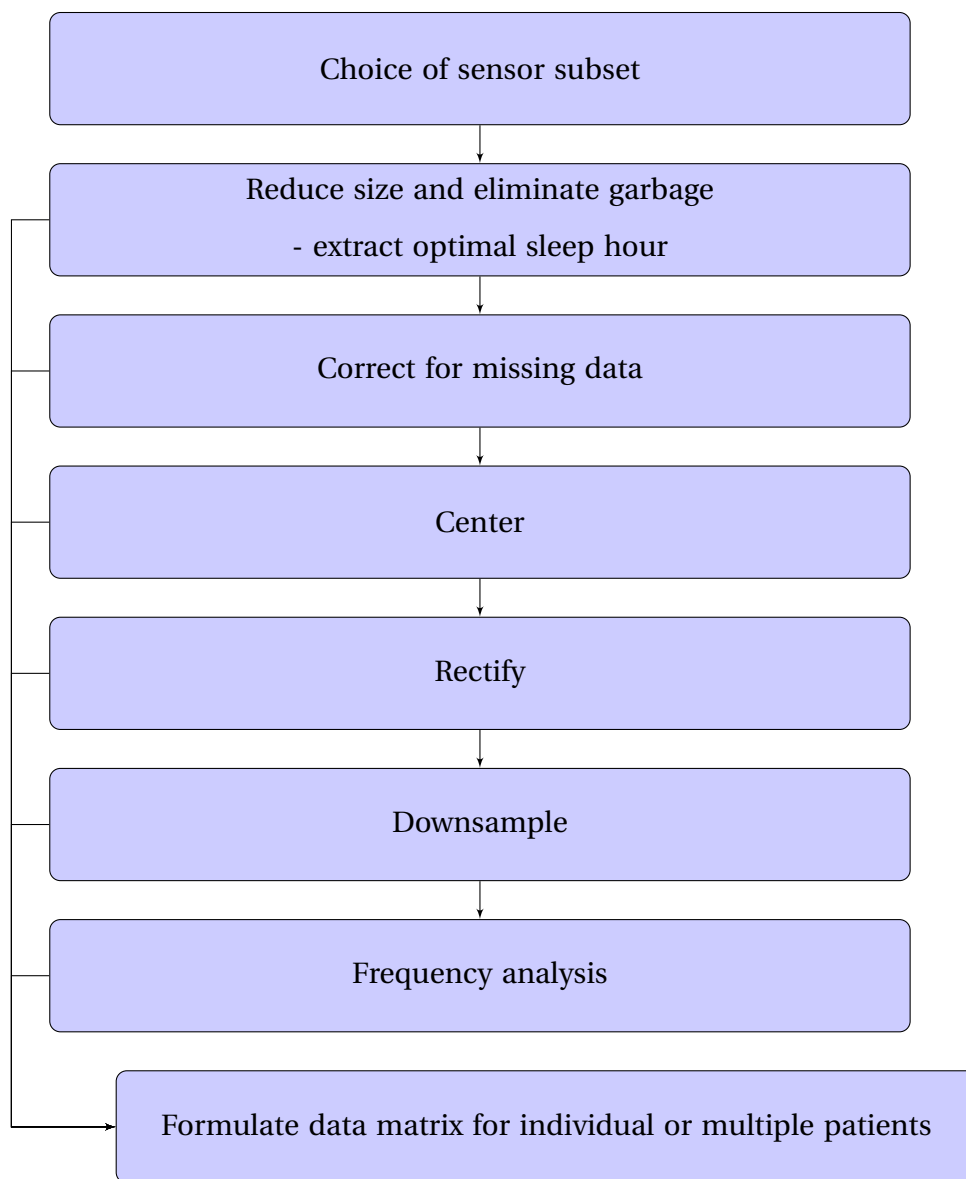 Choice of sensor subset
Reduce size and eliminate garbage
- extract optimal sleep hour
Correct for missing data
Center
Rectify
Downsample
Frequency analysis
Formulate data matrix for individual or multiple patients